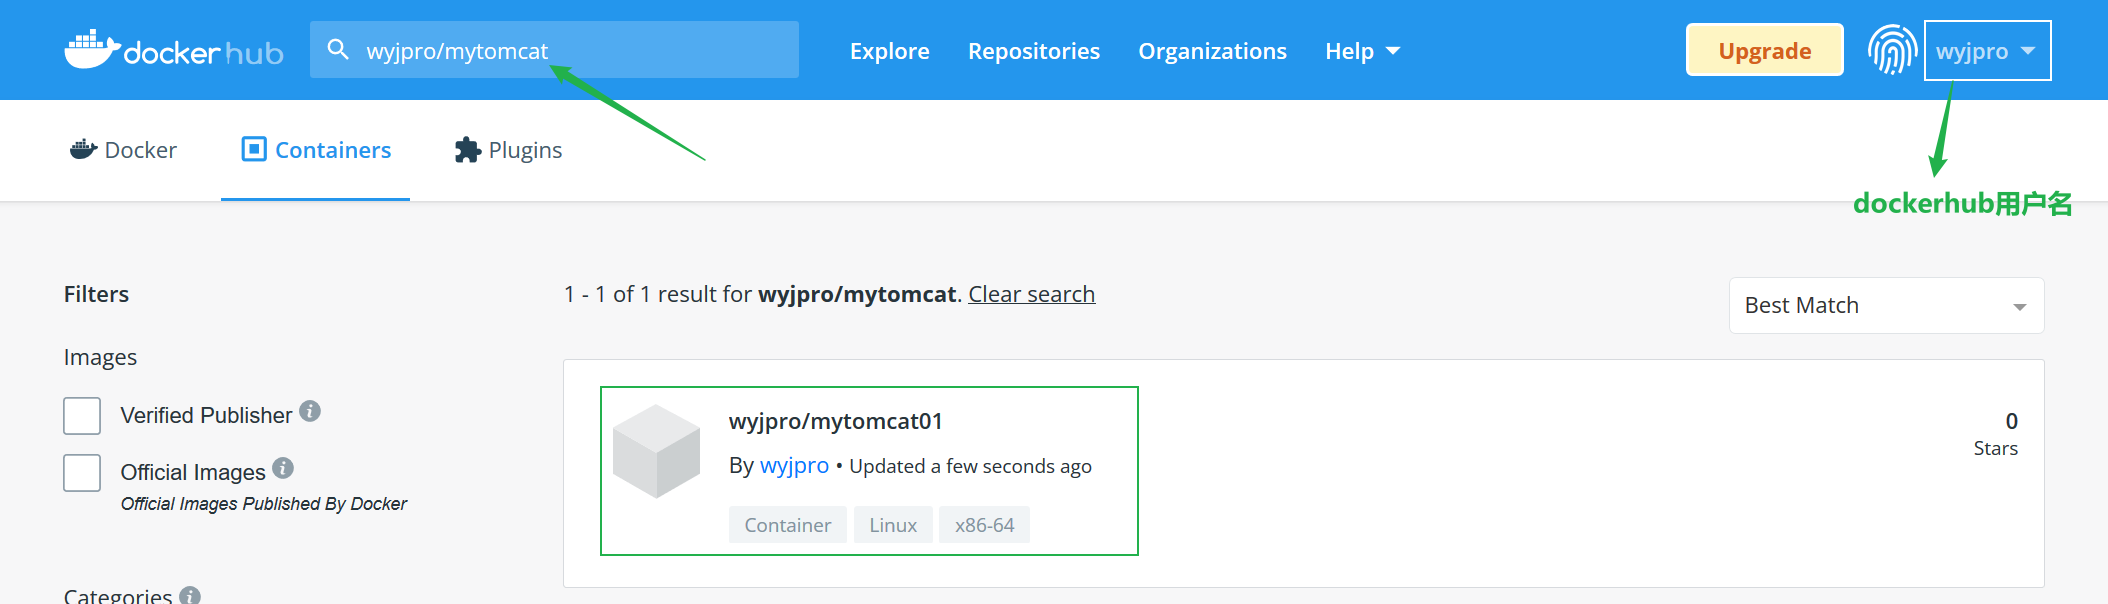 docker hub
wyjpro/mytomcat
Explore
Repositories
Organizations
Help
Upgrade
wyjpro
Docker
Containers
Plugins
dockerhub用户名
Filters
1 - 1 of 1 result for wyjpro/mytomcat. Clear search
Best Match
Images
Verified Publisher
Official Images
Official Images Published By Docker
Categories
wyjpro/mytomcat01
By wyjpro • Updated a few seconds ago
Container
Linux
x86-64
0
Stars